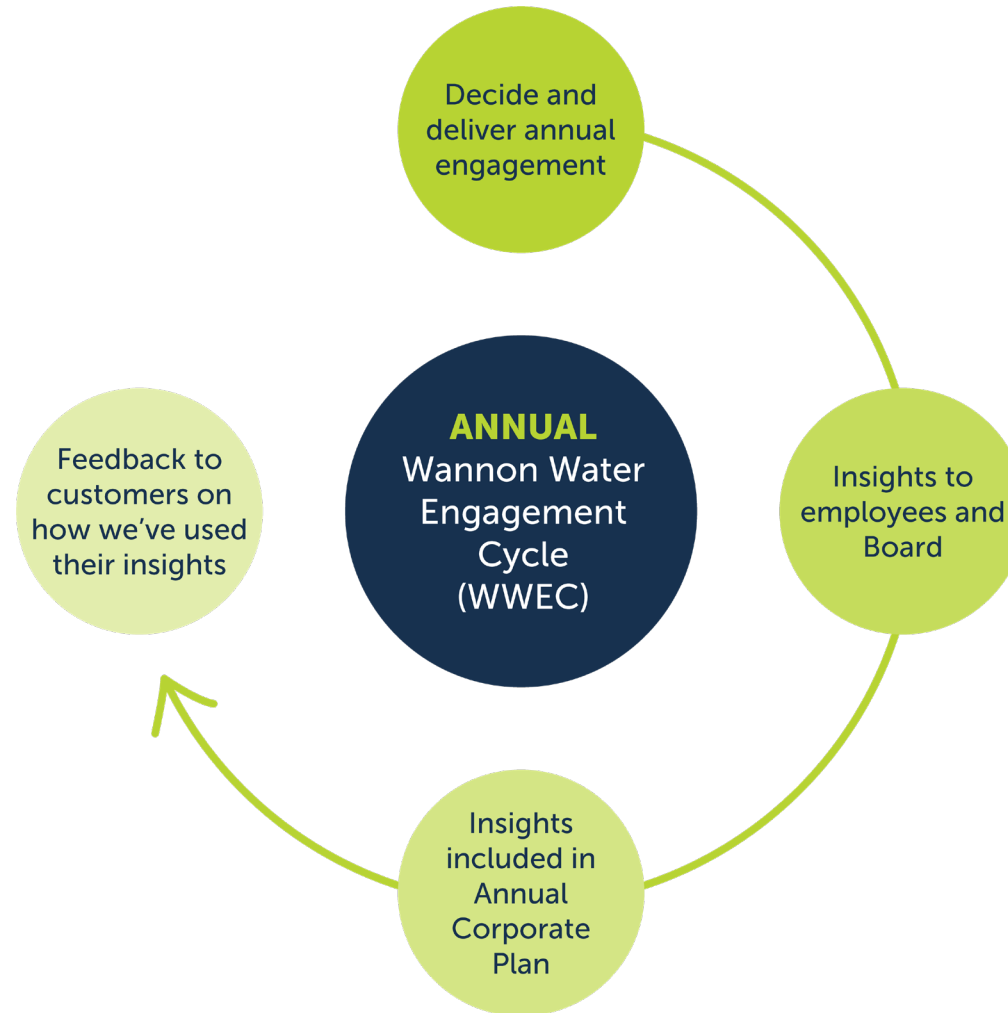 Decide and
deliver annual
engagement
ANNUAL
Wannon Water
Engagement
Cycle
(WWEC)
Insights to
employees and
Board
Insights
included in
Annual
Corporate
Plan
Feedback to
customers on
how we’ve used
their insights